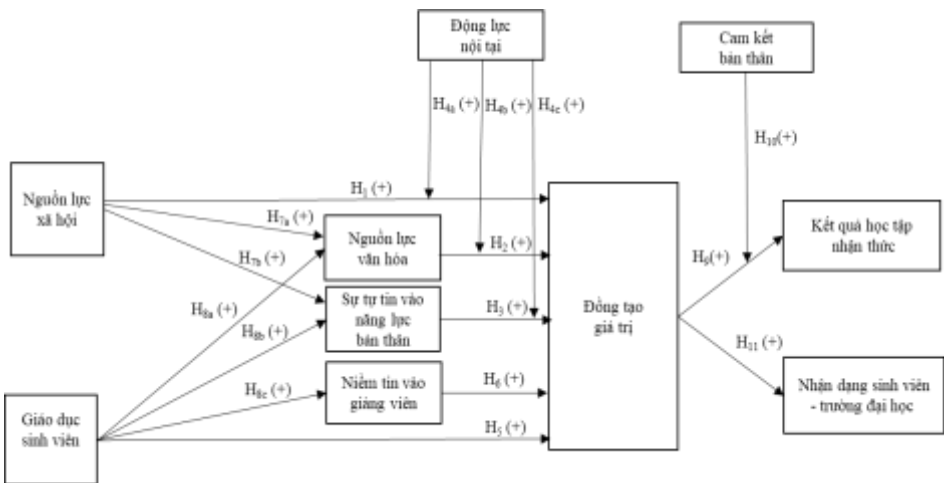 Động lực
nội tại
Cam kết
bản thân
H4a (+)
H4b (+)
H4c (+)
H10(+)
Nguồn lực
xã hội
H1 (+)
H7a (+)
H7b (+)
Nguồn lực
văn hóa
H2 (+)
Kết quả học tập
nhận thức
H9(+)
H8a (+)
Sự tự tin vào
năng lực
bản thân
H3 (+)
Đồng tạo
giá trị
H8b (+)
H11 (+)
H8c (+)
Niềm tin vào
giảng viên
H6 (+)
Nhận dạng sinh viên
- trường đại học
Giáo dục
sinh viên
H5 (+)